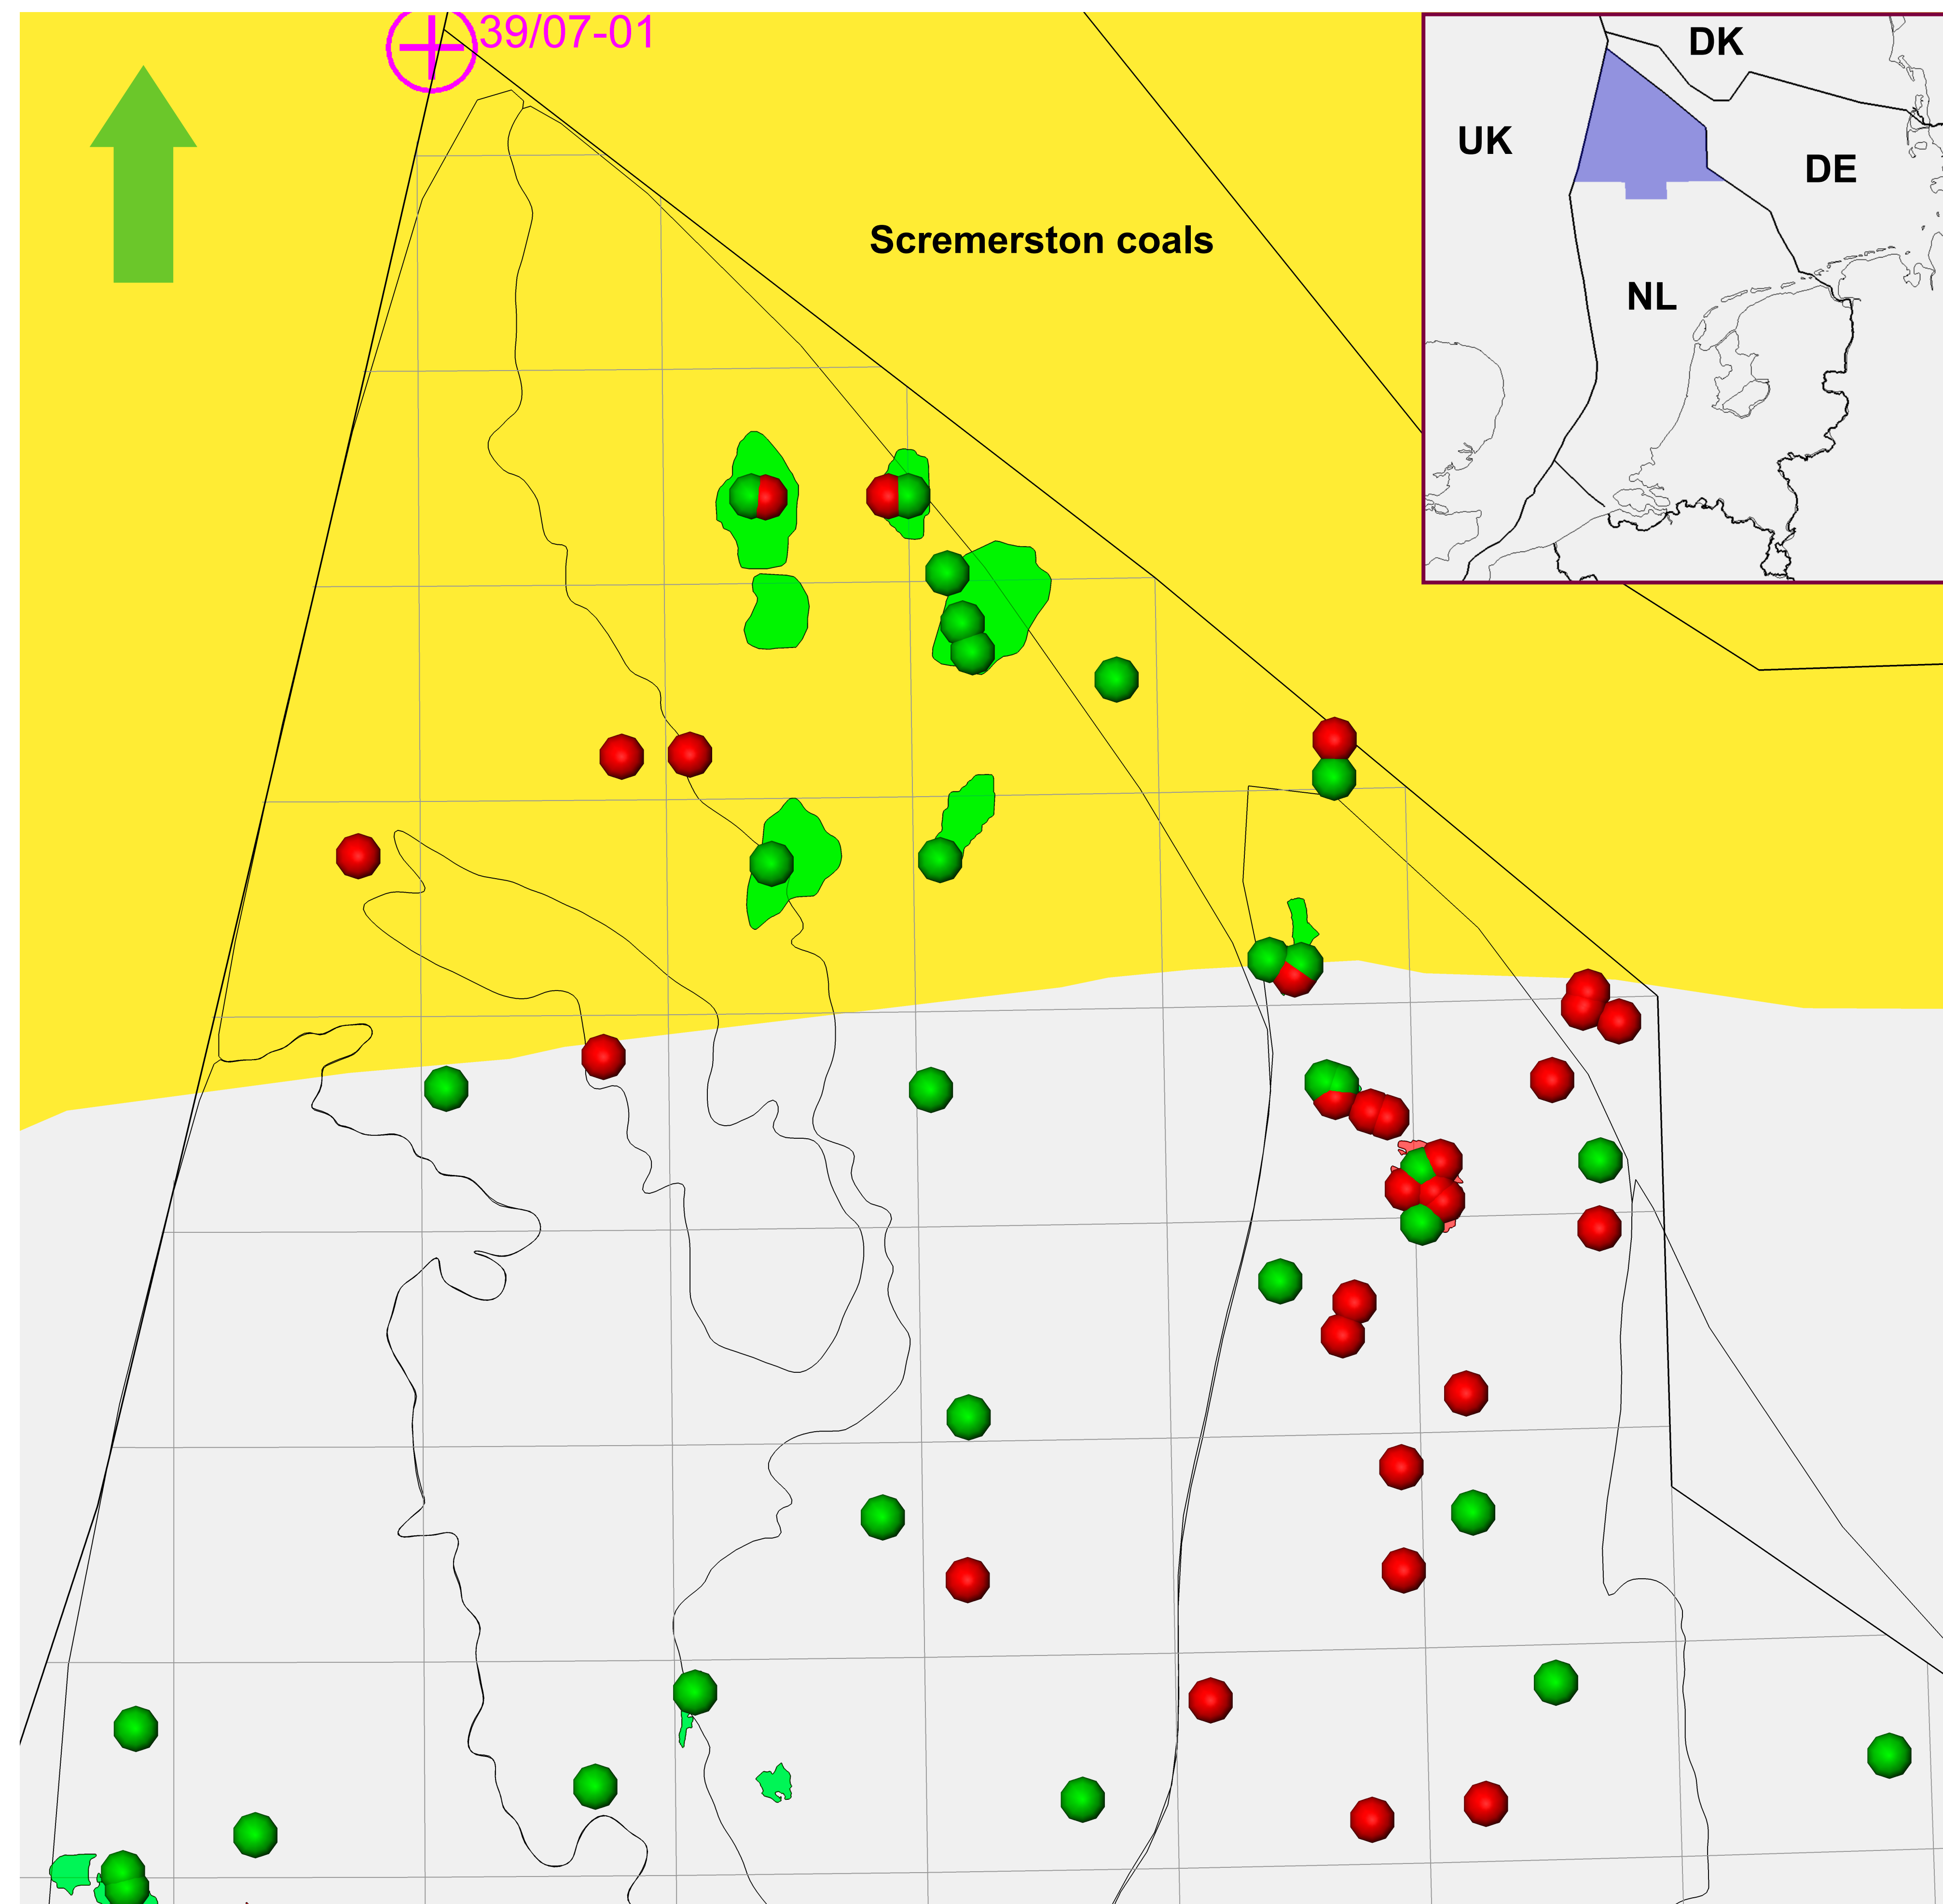 39/07-01
DK
UK
DE
Scremerston coals
NL